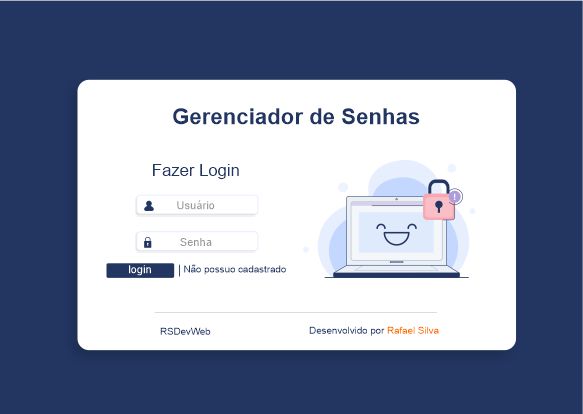 Gerenciador de Senhas
Fazer Login
Usuário
Senha
login | Não possuo cadastrado
RSDevWeb
Desenvolvido por Rafael Silva